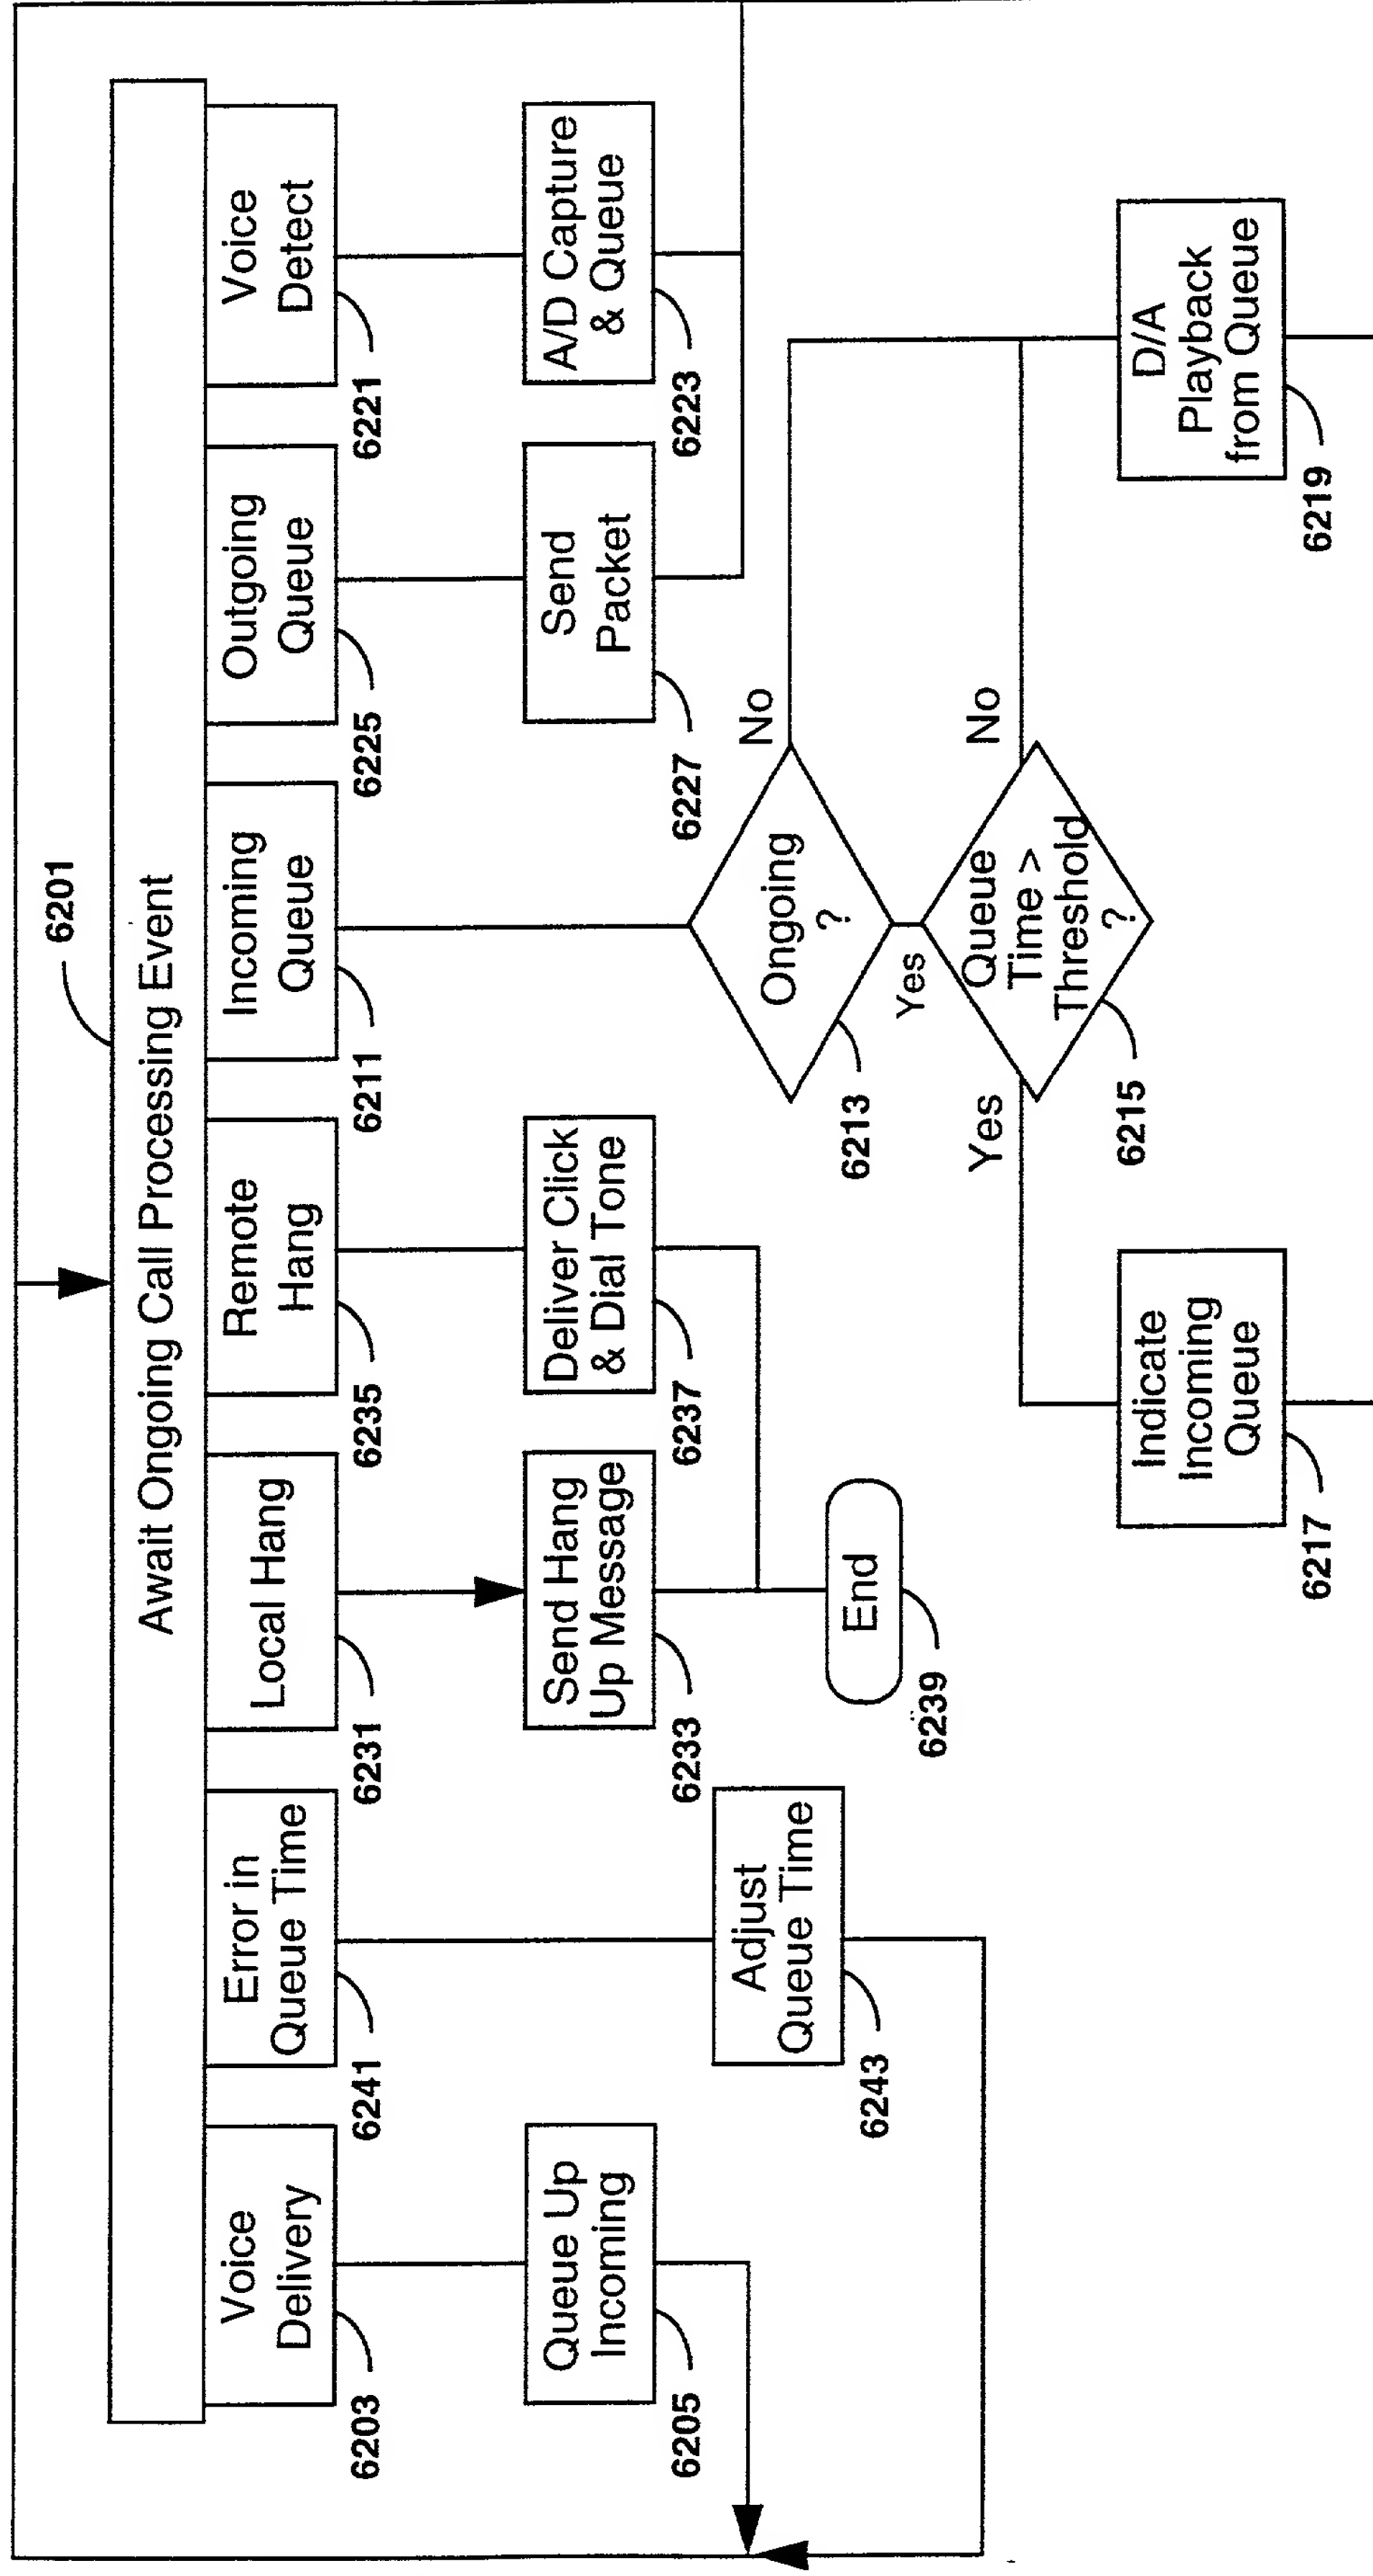 6201
Await Ongoing Call Processing Event
Voice
Delivery
6203
Error in
Queue Time
6241
Local Hang
6231
Remote
Hang
6235
Incoming
Queue
6211
Outgoing
Queue
6225
Voice
Detect
6221
Queue Up
Incoming
6205
Send Hang
Up Message
6233
Deliver Click
& Dial Tone
6237
Send
Packet
6227
A/D Capture
& Queue
6223
Adjust
Queue Time
6243
End
6239
Ongoing
?
6213
No
Yes
Queue
Time >
Threshold
?
6215
Yes
No
Indicate
Incoming
Queue
6217
D/A
Playback
from Queue
6219